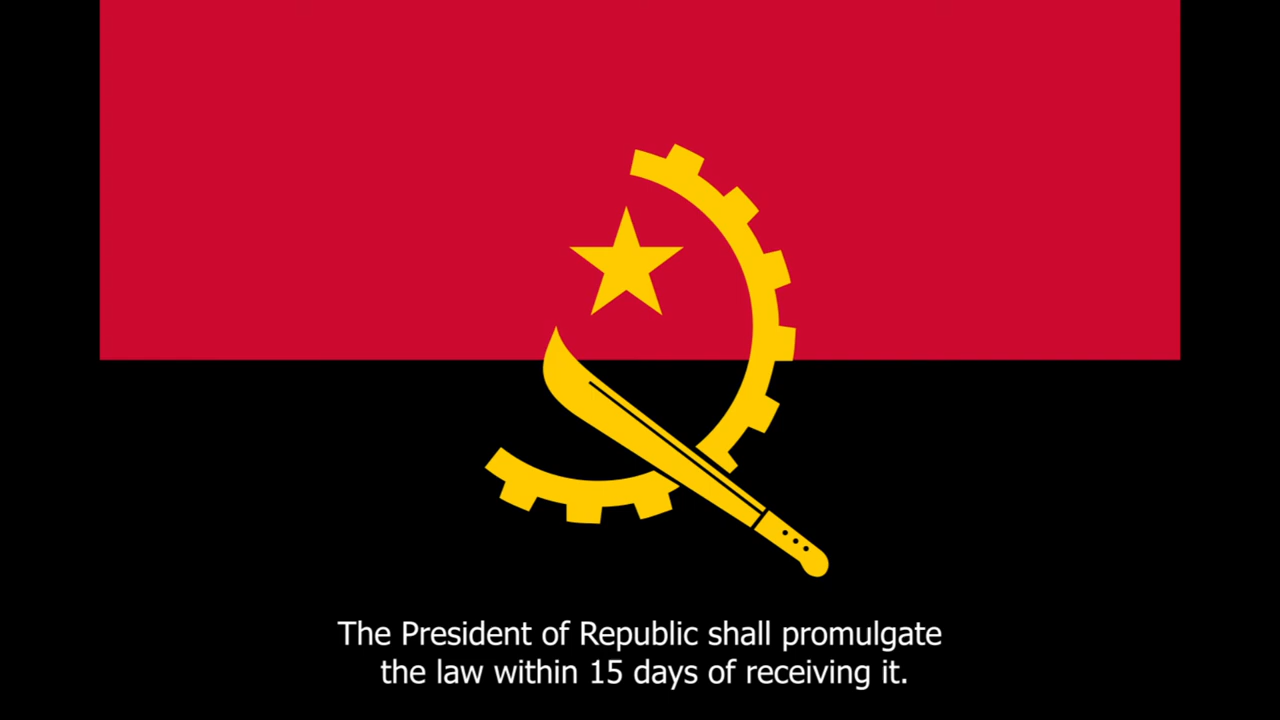 The President of Republic shall promulgate
the law within 15 days of receiving it.